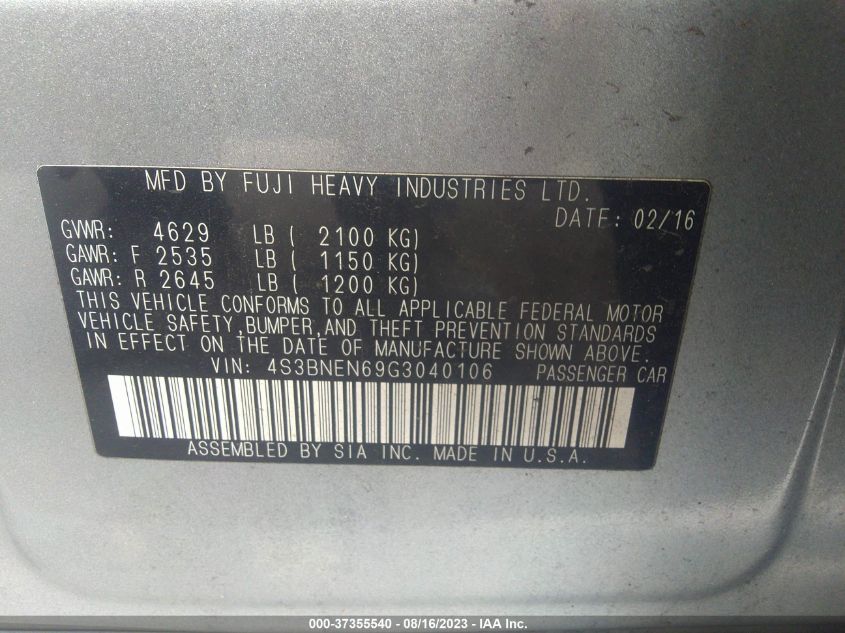 MFD BY FUJI HEAVY INDUSTRIES LTD.
DATE: 02/16
GVWR: 4629 LB ( 2100 KG)
GAWR: F 2535 LB ( 1150 KG)
GAWR: R 2645 LB ( 1200 KG)
THIS VEHICLE CONFORMS TO ALL APPLICABLE FEDERAL MOTOR
VEHICLE SAFETY,BUMPER,AND THEFT PREVENTION STANDARDS
IN EFFECT ON THE DATE OF MANUFACTURE SHOWN ABOVE.
VIN: 4S3BNEN69G3040106 PASSENGER CAR
ASSEMBLED BY SIA INC. MADE IN U.S.A.
000-37355540 - 08/16/2023 - IAA Inc.